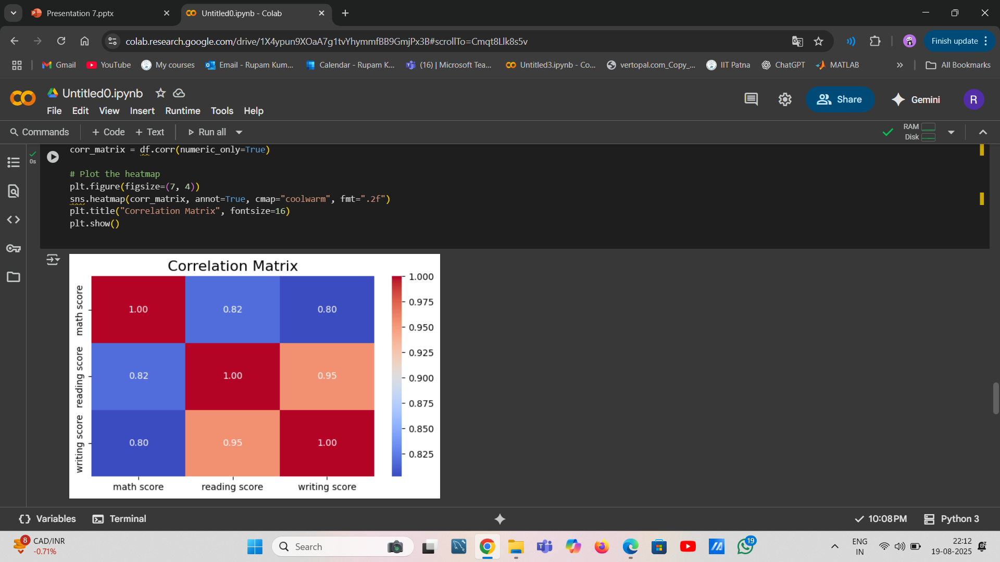 Presentation 7.pptx
Untitled0.ipynb - Colab
colab.research.google.com/drive/1X4ypun9XOaA7g1tvYhymmfBB9GmjPx3B#scrollTo=Cmqt8Llk8s5v
Finish update
Gmail
YouTube
My courses
Email - Rupam Kum...
Calendar - Rupam K...
(16) | Microsoft Tea...
Untitled3.ipynb - Co...
vertopal.com_Copy_...
IIT Patna
ChatGPT
MATLAB
All Bookmarks
Untitled0.ipynb
Share
Gemini
R
File Edit View Insert Runtime Tools Help
Commands + Code + Text Run all
RAM
Disk
0s
corr_matrix = df.corr(numeric_only=True)
# Plot the heatmap
plt.figure(figsize=(7, 4))
sns.heatmap(corr_matrix, annot=True, cmap="coolwarm", fmt=".2f")
plt.title("Correlation Matrix", fontsize=16)
plt.show()
Correlation Matrix
math score
1.00 0.82 0.80
reading score
0.82 1.00 0.95
writing score
0.80 0.95 1.00
math score reading score writing score
1.000
0.975
0.950
0.925
0.900
0.875
0.850
0.825
Variables
Terminal
10:08 PM
Python 3
8
CAD/INR
-0.71%
Search
19
ENG
IN
22:12
19-08-2025